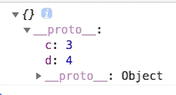 ▼{} i
▼__proto__:
c: 3
d: 4
▶__proto__: Object